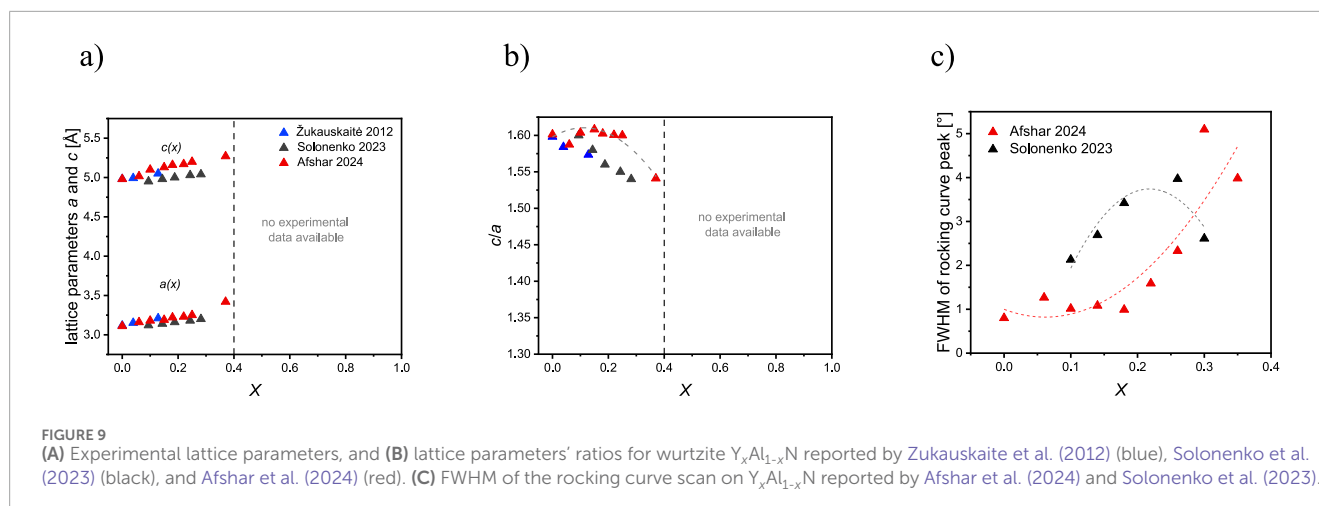 a)
b)
c)
lattice parameters a and c [Å]
5.5
5.0
4.5
4.0
3.5
3.0
c(x)
a(x)
Žukauskaitė 2012
Solonenko 2023
Afshar 2024
no experimental
data available
0.0 0.2 0.4 0.6 0.8 1.0
X
c/a
1.60
1.55
1.50
1.45
1.40
1.35
1.30
no experimental
data available
0.0 0.2 0.4 0.6 0.8 1.0
X
FWHM of rocking curve peak [°]
5
4
3
2
1
0
Afshar 2024
Solonenko 2023
0.0 0.1 0.2 0.3 0.4
X
FIGURE 9
(A) Experimental lattice parameters, and (B) lattice parameters’ ratios for wurtzite YₓAl₁₋ₓN reported by Zukauskaite et al. (2012) (blue), Solonenko et al.
(2023) (black), and Afshar et al. (2024) (red). (C) FWHM of the rocking curve scan on YₓAl₁₋ₓN reported by Afshar et al. (2024) and Solonenko et al. (2023).